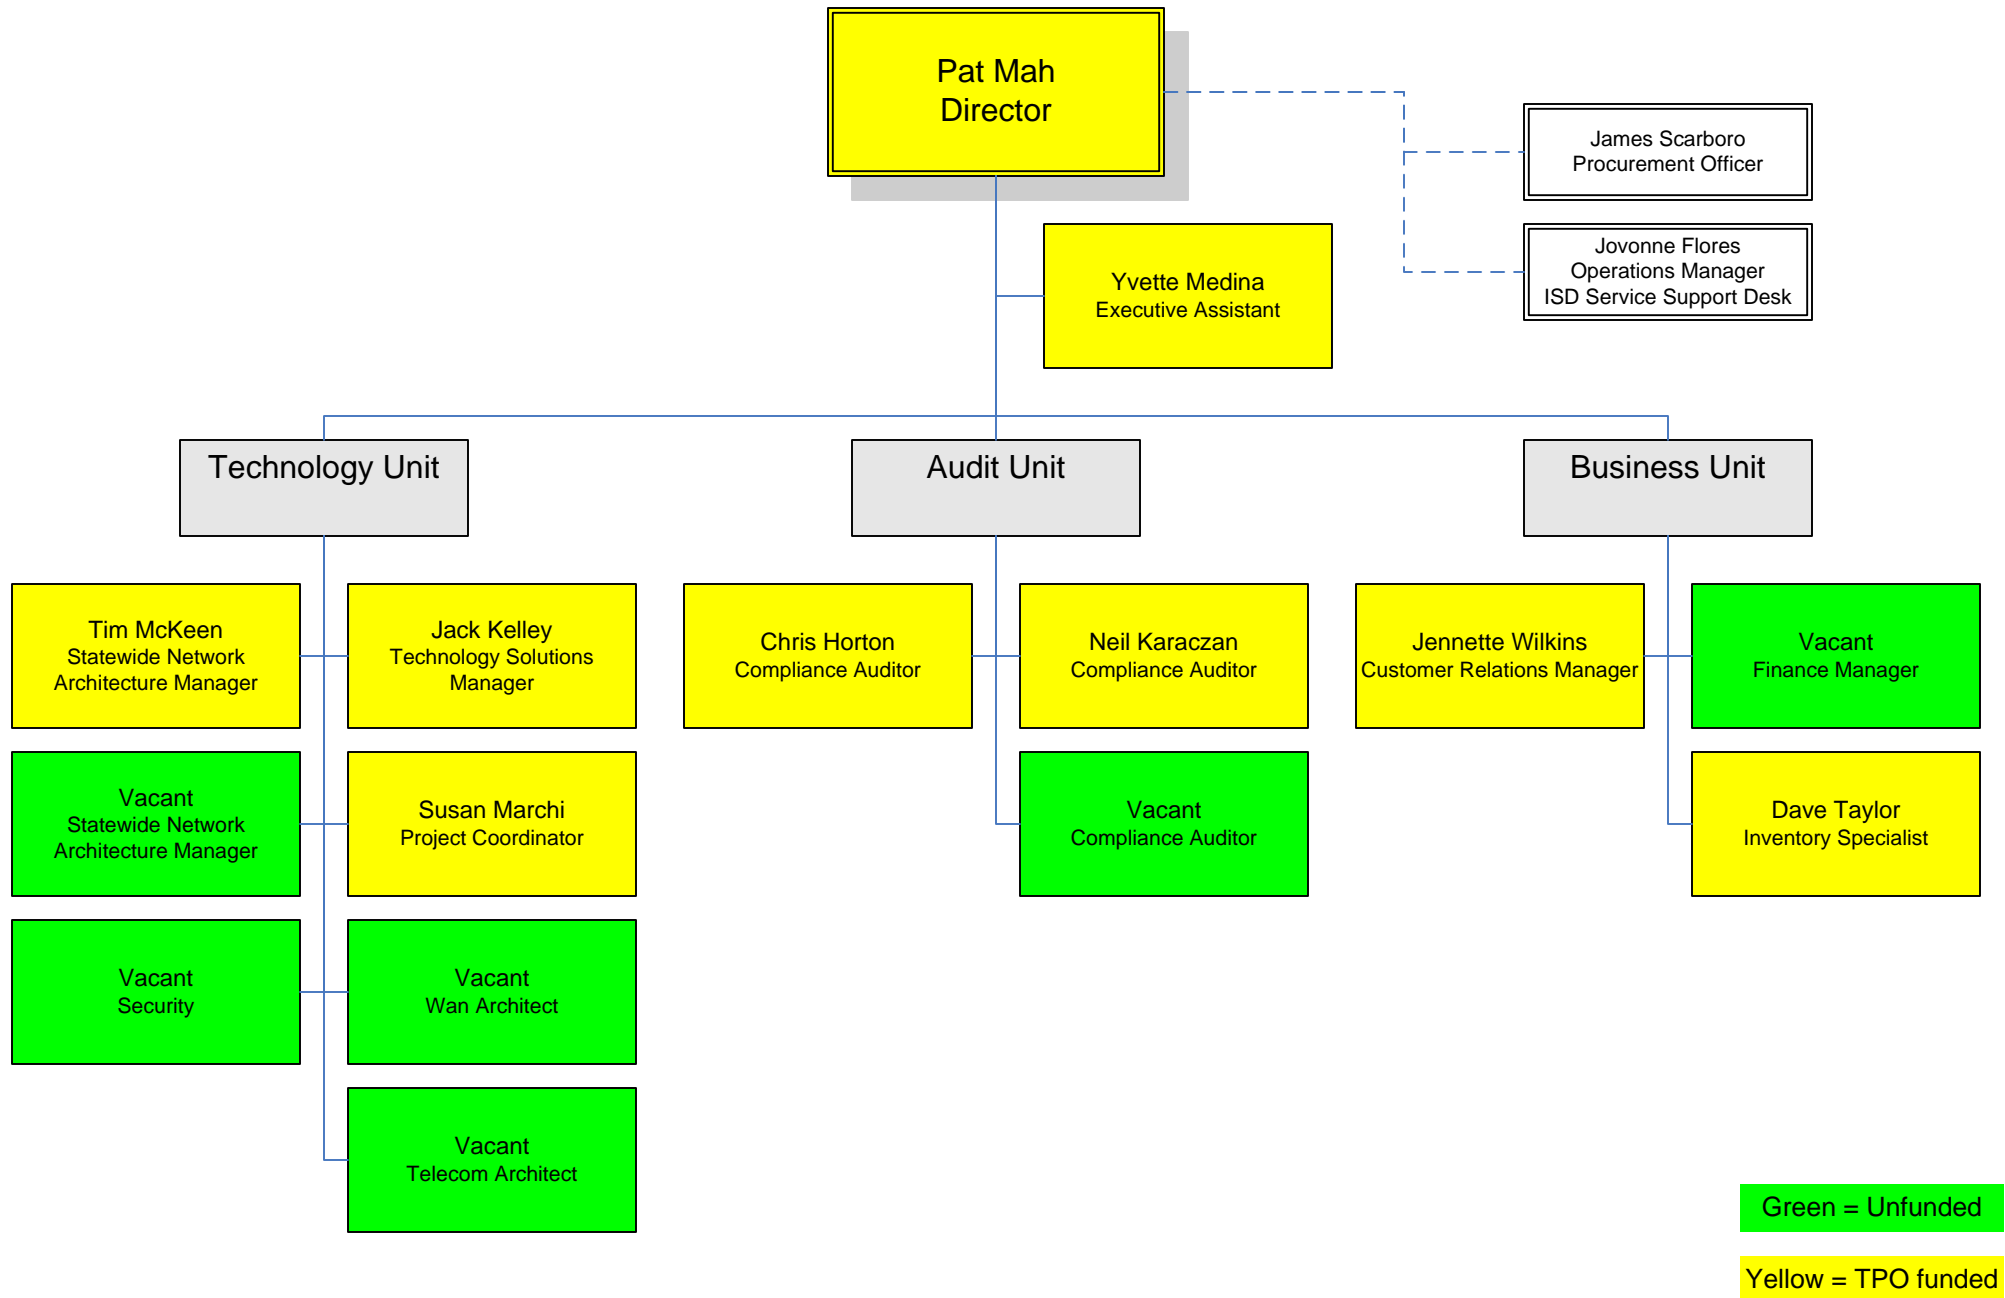 Pat Mah
Director
James Scarboro
Procurement Officer
Jovonne Flores
Operations Manager
ISD Service Support Desk
Yvette Medina
Executive Assistant
Technology Unit
Audit Unit
Business Unit
Tim McKeen
Statewide Network
Architecture Manager
Jack Kelley
Technology Solutions
Manager
Chris Horton
Compliance Auditor
Neil Karaczan
Compliance Auditor
Jennette Wilkins
Customer Relations Manager
Vacant
Finance Manager
Vacant
Statewide Network
Architecture Manager
Susan Marchi
Project Coordinator
Vacant
Compliance Auditor
Dave Taylor
Inventory Specialist
Vacant
Security
Vacant
Wan Architect
Vacant
Telecom Architect
Green = Unfunded
Yellow = TPO funded